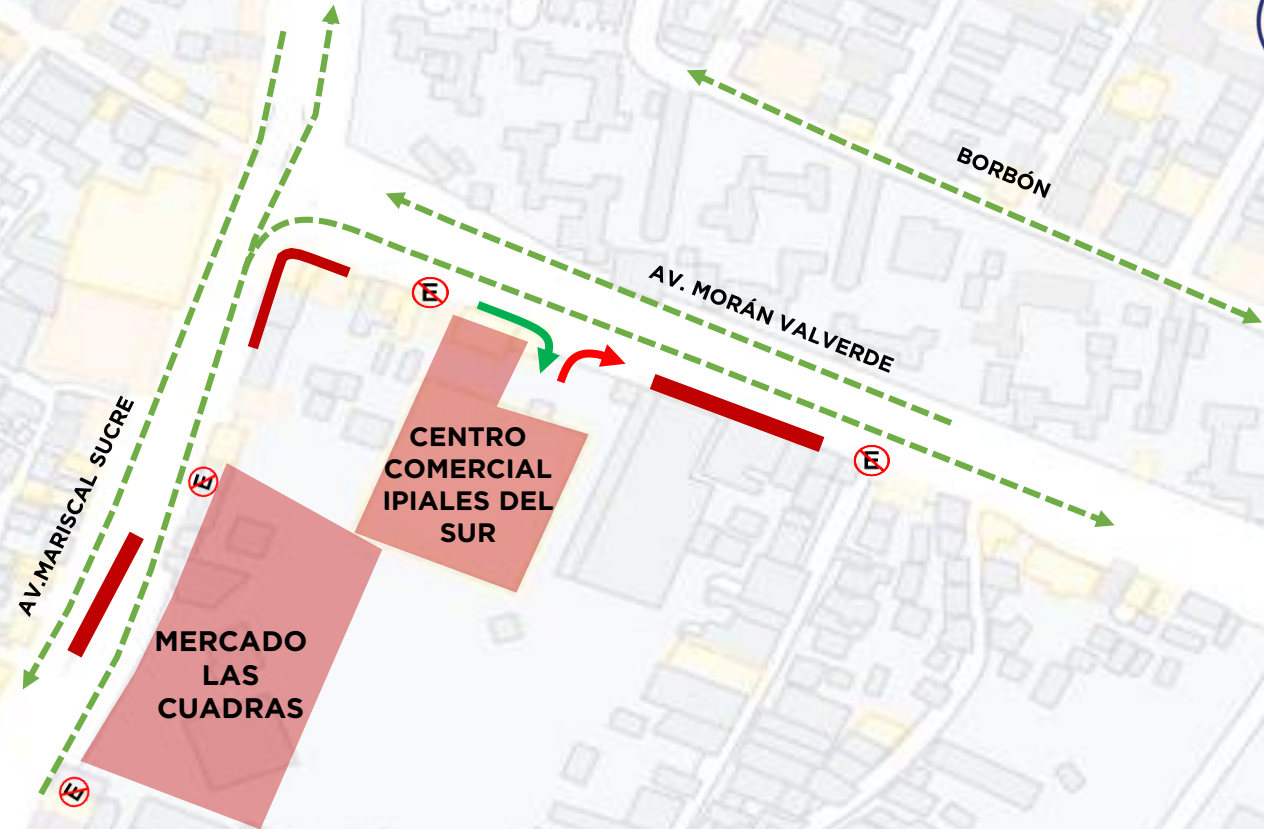 BORBÓN
AV. MORÁN VALVERDE
E
E
AV.MARISCAL SUCRE
CENTRO
COMERCIAL
IPIALES DEL
SUR
E
MERCADO
LAS
CUADRAS
E